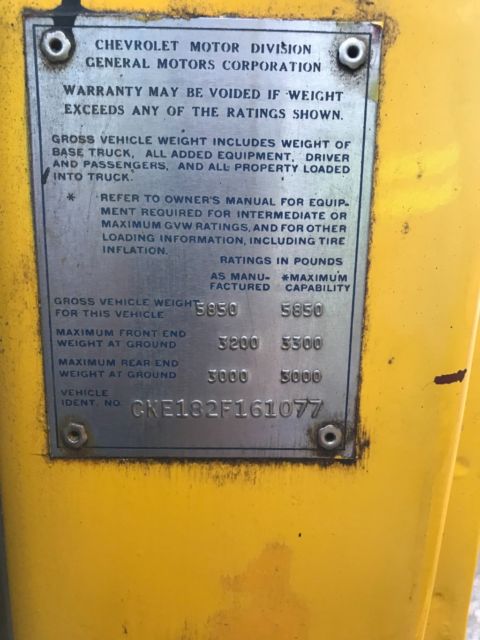 CHEVROLET MOTOR DIVISION
GENERAL MOTORS CORPORATION
WARRANTY MAY BE VOIDED IF WEIGHT
EXCEEDS ANY OF THE RATINGS SHOWN.
GROSS VEHICLE WEIGHT INCLUDES WEIGHT OF
BASE TRUCK, ALL ADDED EQUIPMENT, DRIVER
AND PASSENGERS, AND ALL PROPERTY LOADED
INTO TRUCK.
* REFER TO OWNER'S MANUAL FOR EQUIP-
MENT REQUIRED FOR INTERMEDIATE OR
MAXIMUM GVW RATINGS, AND FOR OTHER
LOADING INFORMATION, INCLUDING TIRE
INFLATION.
RATINGS IN POUNDS
AS MANU- *MAXIMUM
FACTURED CAPABILITY
GROSS VEHICLE WEIGHT
FOR THIS VEHICLE 5850 5850
MAXIMUM FRONT END
WEIGHT AT GROUND 3200 3300
MAXIMUM REAR END
WEIGHT AT GROUND 3000 3000
VEHICLE
IDENT. NO. CKE182F161077